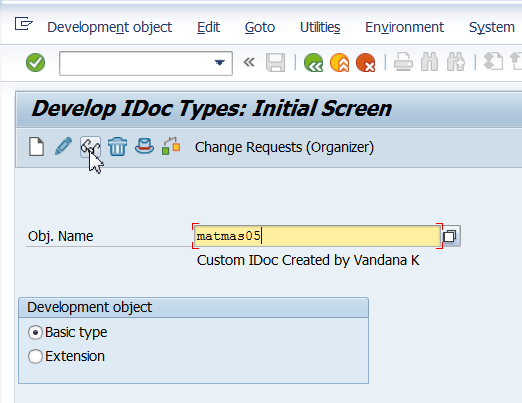 Development object Edit Goto Utilities Environment System
Develop IDoc Types: Initial Screen
Change Requests (Organizer)
Obj. Name matmas05
Custom IDoc Created by Vandana K
Development object
Basic type
Extension